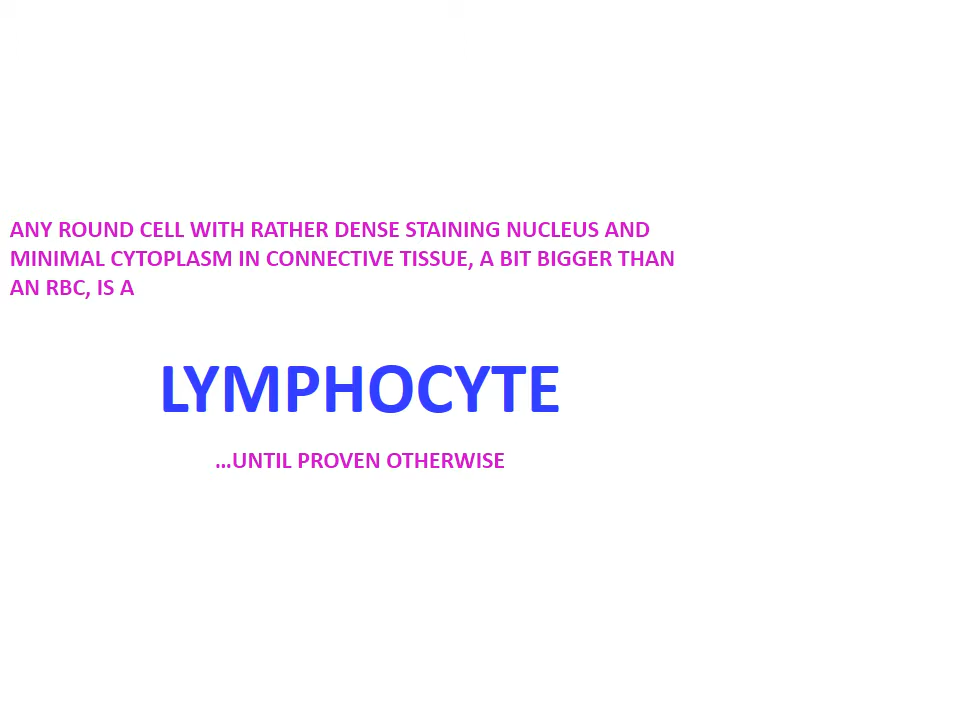 ANY ROUND CELL WITH RATHER DENSE STAINING NUCLEUS AND
MINIMAL CYTOPLASM IN CONNECTIVE TISSUE, A BIT BIGGER THAN
AN RBC, IS A
LYMPHOCYTE
…UNTIL PROVEN OTHERWISE